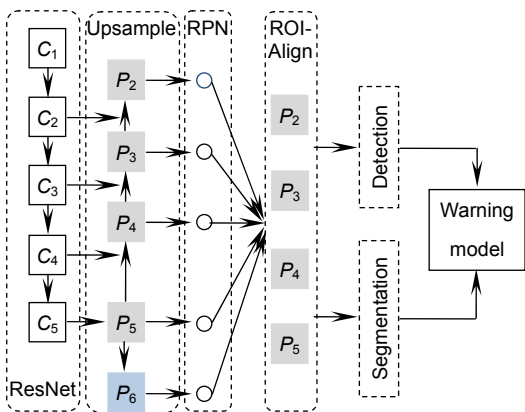 Upsample
RPN
ROI-
Align
C1
C2
C3
C4
C5
ResNet
P2
P3
P4
P5
P6
P2
P3
P4
P5
Detection
Segmentation
Warning
model